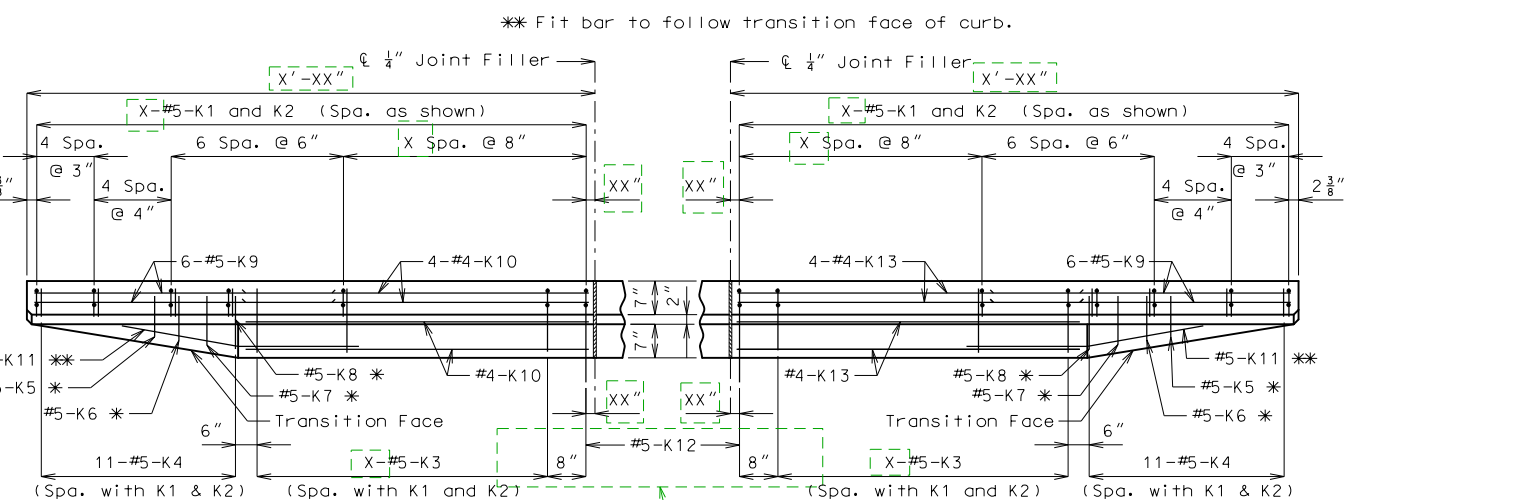 ** Fit bar to follow transition face of curb.
℄ 1/4" Joint Filler
℄ 1/4" Joint Filler
X'-XX"
X'-XX"
X-#5-K1 and K2 (Spa. as shown)
X-#5-K1 and K2 (Spa. as shown)
4 Spa.
@ 3"
6 Spa. @ 6"
X Spa. @ 8"
X Spa. @ 8"
6 Spa. @ 6"
4 Spa.
@ 3"
4 Spa.
@ 4"
XX"
XX"
4 Spa.
@ 4"
2 3/8"
6-#5-K9
4-#4-K10
4-#4-K13
6-#5-K9
7"
2"
7"
-K11 **
-K5 *
#5-K6 *
#5-K8 *
#5-K7 *
Transition Face
#4-K10
#4-K13
#5-K8 *
#5-K7 *
Transition Face
#5-K11 **
#5-K5 *
#5-K6 *
XX"
XX"
6"
#5-K12
6"
11-#5-K4
X-#5-K3
8"
8"
X-#5-K3
11-#5-K4
(Spa. with K1 & K2)
(Spa. with K1 and K2)
(Spa. with K1 and K2)
(Spa. with K1 & K2)